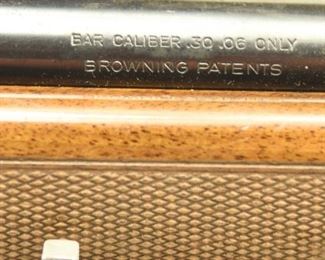 BAR CALIBER .30 .06 ONLY
BROWNING PATENTS